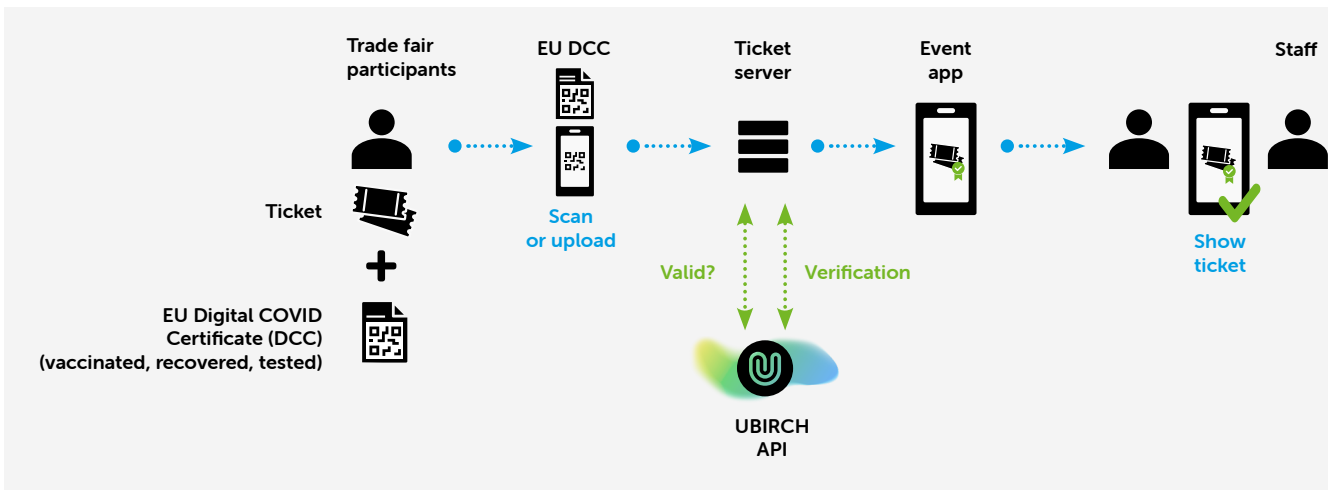 Trade fair
participants
EU DCC
Ticket
server
Event
app
Staff
Ticket
Scan
or upload
Show
ticket
Valid?
Verification
EU Digital COVID
Certificate (DCC)
(vaccinated, recovered, tested)
UBIRCH
API